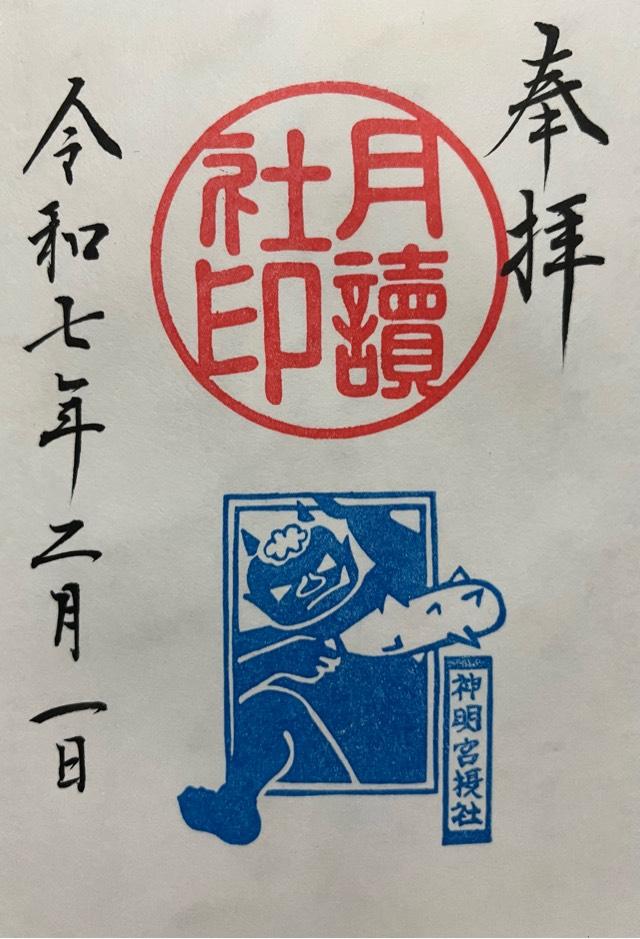 奉拝
月讀
社印
神明宮摂社
令和七年二月一日